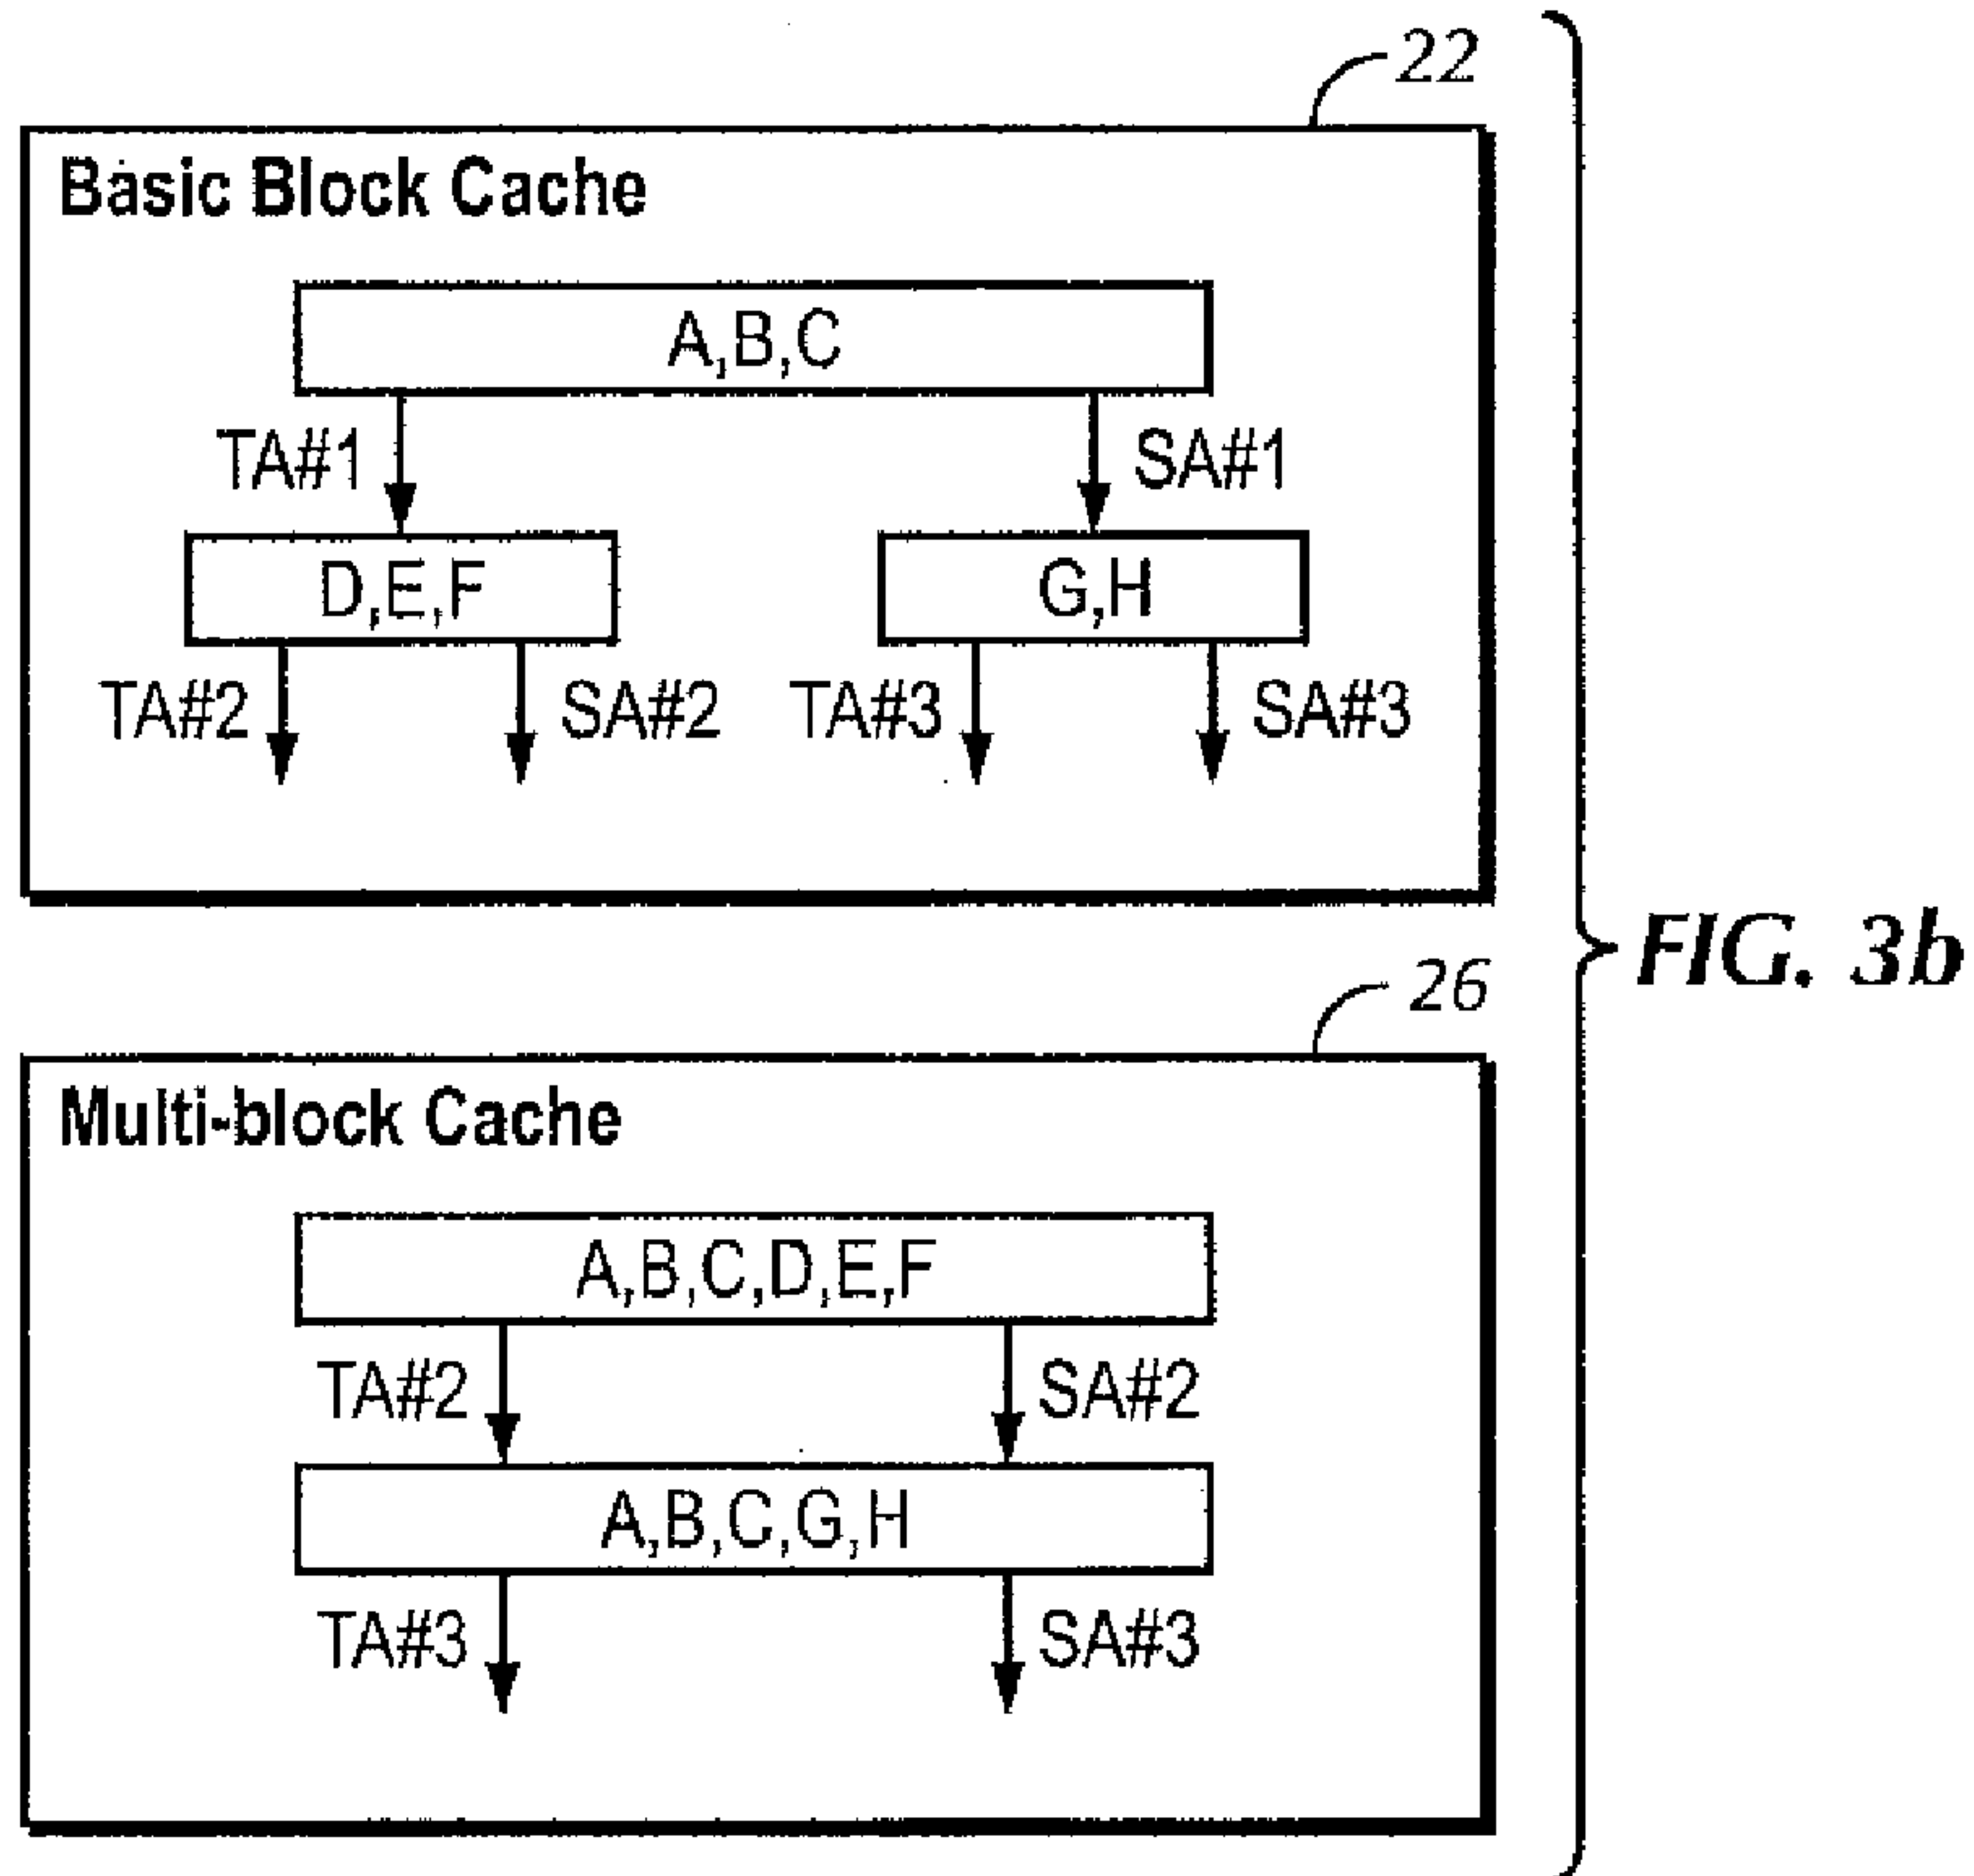 22
Basic Block Cache
A,B,C
TA#1 SA#1
D,E,F G,H
TA#2 SA#2 TA#3 SA#3
FIG. 3b
26
Multi-block Cache
A,B,C,D,E,F
TA#2 SA#2
A,B,C,G,H
TA#3 SA#3